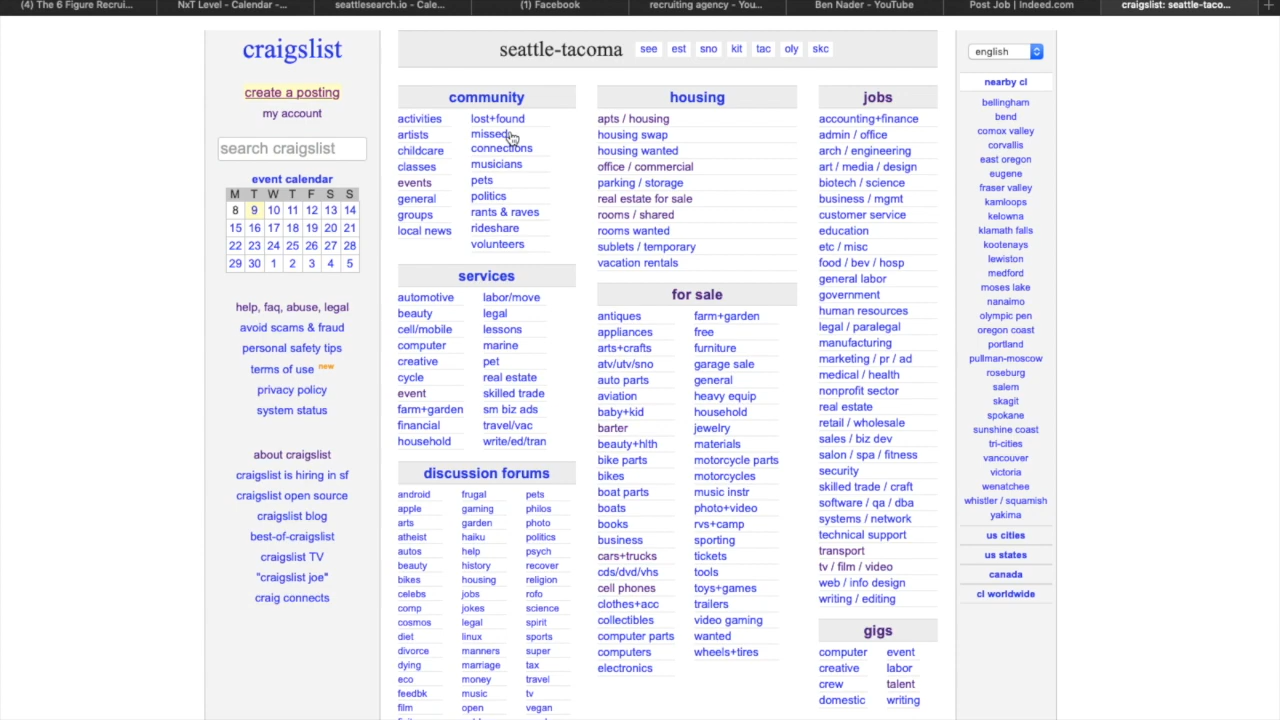 (4) The 6 Figure Recrui...
NxT Level - Calendar -...
seattlesearch.io - Cale...
(1) Facebook
recruiting agency - You...
Ben Nader - YouTube
Post Job | Indeed.com
craigslist: seattle-taco...
craigslist
create a posting
my account
search craigslist
event calendar
M T W T F S S
8 9 10 11 12 13 14
15 16 17 18 19 20 21
22 23 24 25 26 27 28
29 30 1 2 3 4 5
help, faq, abuse, legal
avoid scams & fraud
personal safety tips
terms of use new
privacy policy
system status
about craigslist
craigslist is hiring in sf
craigslist open source
craigslist blog
best-of-craigslist
craigslist TV
"craigslist joe"
craig connects
seattle-tacoma see est sno kit tac oly skc
community
activities
artists
childcare
classes
events
general
groups
local news
lost+found
missed
connections
musicians
pets
politics
rants & raves
rideshare
volunteers
services
automotive
beauty
cell/mobile
computer
creative
cycle
event
farm+garden
financial
household
labor/move
legal
lessons
marine
pet
real estate
skilled trade
sm biz ads
travel/vac
write/ed/tran
discussion forums
android
apple
arts
atheist
autos
beauty
bikes
celebs
comp
cosmos
diet
divorce
dying
eco
feedbk
film
frugal
gaming
garden
haiku
help
history
housing
jobs
jokes
legal
linux
manners
marriage
money
music
open
pets
philos
photo
politics
psych
recover
religion
rofo
science
spirit
sports
super
tax
travel
tv
vegan
housing
apts / housing
housing swap
housing wanted
office / commercial
parking / storage
real estate for sale
rooms / shared
rooms wanted
sublets / temporary
vacation rentals
for sale
antiques
appliances
arts+crafts
atv/utv/sno
auto parts
aviation
baby+kid
barter
beauty+hlth
bike parts
bikes
boat parts
boats
books
business
cars+trucks
cds/dvd/vhs
cell phones
clothes+acc
collectibles
computer parts
computers
electronics
farm+garden
free
furniture
garage sale
general
heavy equip
household
jewelry
materials
motorcycle parts
motorcycles
music instr
photo+video
rvs+camp
sporting
tickets
tools
toys+games
trailers
video gaming
wanted
wheels+tires
jobs
accounting+finance
admin / office
arch / engineering
art / media / design
biotech / science
business / mgmt
customer service
education
etc / misc
food / bev / hosp
general labor
government
human resources
legal / paralegal
manufacturing
marketing / pr / ad
medical / health
nonprofit sector
real estate
retail / wholesale
sales / biz dev
salon / spa / fitness
security
skilled trade / craft
software / qa / dba
systems / network
technical support
transport
tv / film / video
web / info design
writing / editing
gigs
computer
creative
crew
domestic
event
labor
talent
writing
english
nearby cl
bellingham
bend
comox valley
corvallis
east oregon
eugene
fraser valley
kamloops
kelowna
klamath falls
kootenays
lewiston
medford
moses lake
nanaimo
olympic pen
oregon coast
portland
pullman-moscow
roseburg
salem
skagit
spokane
sunshine coast
tri-cities
vancouver
victoria
wenatchee
whistler / squamish
yakima
us cities
us states
canada
cl worldwide